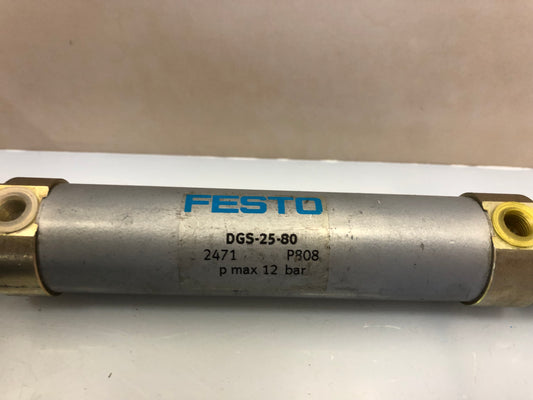 FESTO
DGS-25-80
2471 P808
p max 12 bar